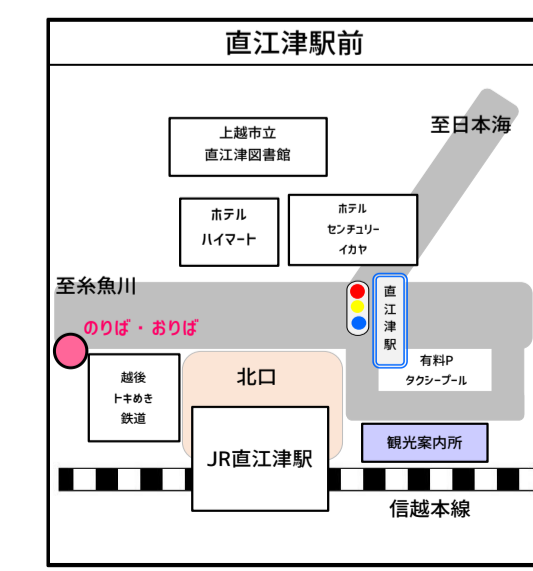 直江津駅前
至日本海
上越市立
直江津図書館
ホテル
ハイマート
ホテル
センチュリー
イカヤ
至糸魚川
直江津駅
のりば・おりば
有料P
タクシープール
越後
トキめき
鉄道
北口
JR直江津駅
観光案内所
信越本線